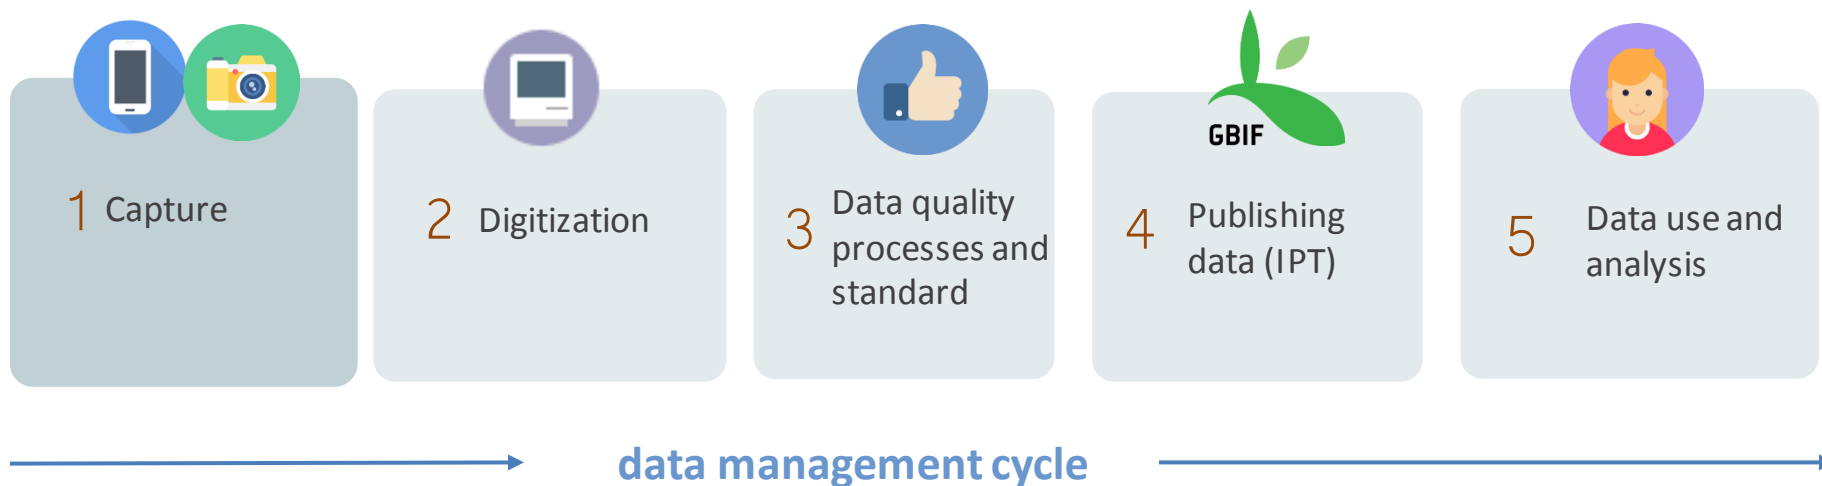 1 Capture
2 Digitization
3 Data quality
processes and
standard
GBIF
4 Publishing
data (IPT)
5 Data use and
analysis
data management cycle